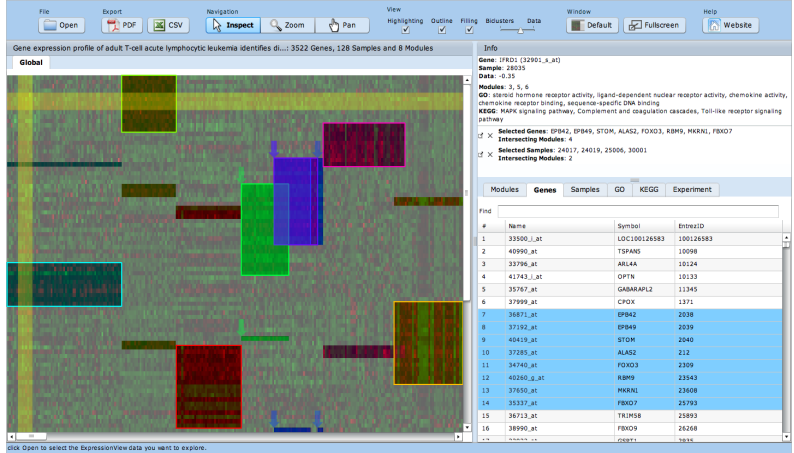 File Export Navigation View Window Help
Open PDF CSV Inspect Zoom Pan Highlighting Outline Filling Biclusters Data Default Fullscreen Website
Gene expression profile of adult T-cell acute lymphocytic leukemia identifies di...: 3522 Genes, 128 Samples and 8 Modules
Global
Info
Gene: IFRD1 (32901_s_at)
Sample: 28035
Data: -0.35
Modules: 3, 5, 6
GO: steroid hormone receptor activity, ligand-dependent nuclear receptor activity, chemokine activity,
chemokine receptor binding, sequence-specific DNA binding
KEGG: MAPK signaling pathway, Complement and coagulation cascades, Toll-like receptor signaling
pathway
Selected Genes: EPB42, EPB49, STOM, ALAS2, FOXO3, RBM9, MKRN1, FBXO7
Intersecting Modules: 4
Selected Samples: 24017, 24019, 25006, 30001
Intersecting Modules: 2
Modules Genes Samples GO KEGG Experiment
Find
# Name Symbol EntrezID
1 33500_i_at LOC100126583 100126583
2 40990_at TSPAN5 10098
3 33796_at ARL4A 10124
4 41743_i_at OPTN 10133
5 35767_at GABARAPL2 11345
6 37999_at CPOX 1371
7 36871_at EPB42 2038
8 37192_at EPB49 2039
9 40419_at STOM 2040
10 37285_at ALAS2 212
11 34740_at FOXO3 2309
12 40260_g_at RBM9 23543
13 37650_at MKRN1 23608
14 35337_at FBXO7 25793
15 36713_at TRIM58 25893
16 38990_at FBXO9 26268
click Open to select the ExpressionView data you want to explore.